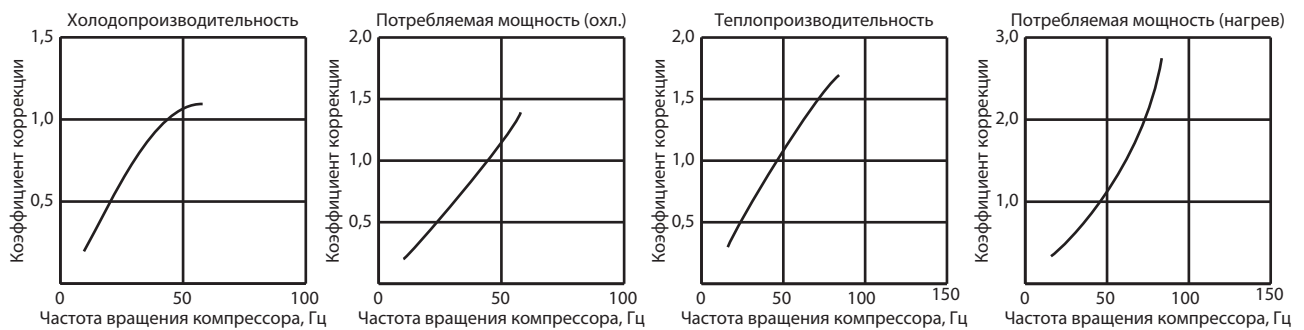 Холодопроизводительность
Коэффициент коррекции
1,5
1,0
0,5
0
50
100
Частота вращения компрессора, Гц
Потребляемая мощность (охл.)
Коэффициент коррекции
2,0
1,5
1,0
0,5
0
50
100
Частота вращения компрессора, Гц
Теплопроизводительность
Коэффициент коррекции
2,0
1,5
1,0
0,5
0
50
100
150
Частота вращения компрессора, Гц
Потребляемая мощность (нагрев)
Коэффициент коррекции
3,0
2,0
1,0
0
50
100
150
Частота вращения компрессора, Гц